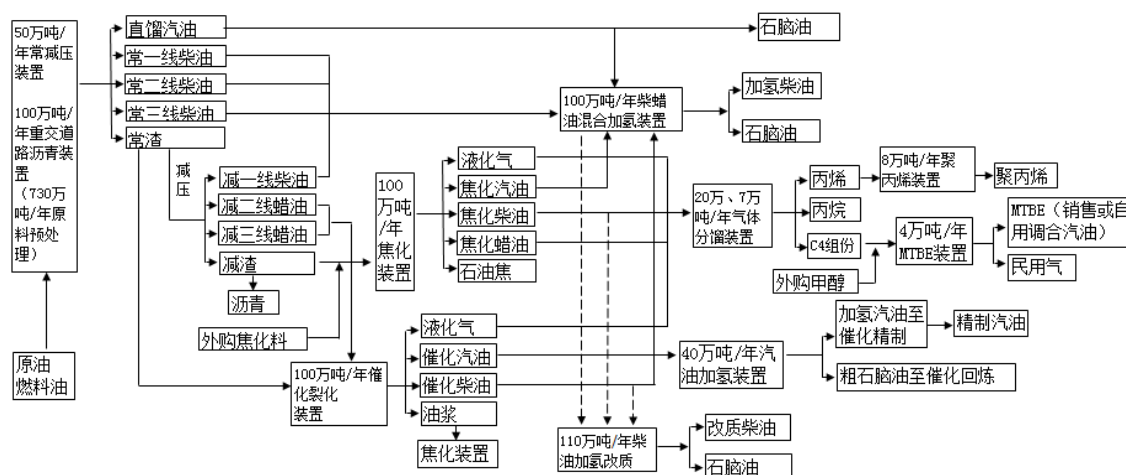 50万吨/
年常减压
装置
100万吨/
年重交道
路沥青装
置
（730万
吨/年原
料预处
理）
原油
燃料油
直馏汽油
常一线柴油
常二线柴油
常三线柴油
常渣
减
压
减一线柴油
减二线蜡油
减三线蜡油
减渣
沥青
外购焦化料
100
万吨
/年
焦化
装置
100万吨/年催
化裂化
装置
液化气
焦化汽油
焦化柴油
焦化蜡油
石油焦
液化气
催化汽油
催化柴油
油浆
焦化装置
100万吨/年柴蜡
油混合加氢装置
石脑油
加氢柴油
石脑油
20万、7万
吨/年气体
分馏装置
丙烯
丙烷
C4组份
外购甲醇
8万吨/年聚
丙烯装置
聚丙烯
4万吨/年
MTBE装置
MTBE（销售或自
用调合汽油）
民用气
40万吨/年汽
油加氢装置
加氢汽油至
催化精制
精制汽油
粗石脑油至催化回炼
110万吨/年柴
油加氢改质
改质柴油
石脑油